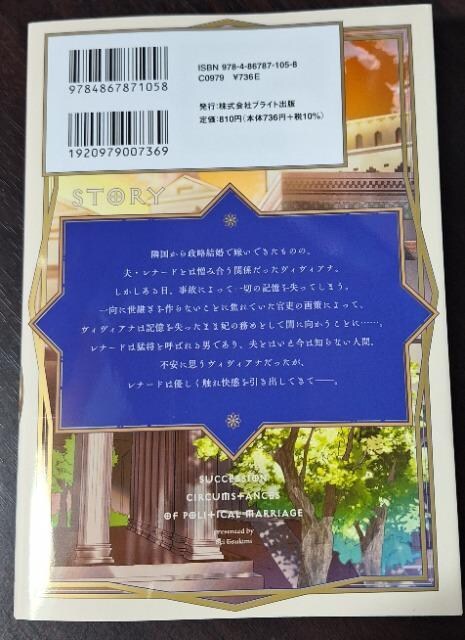 ISBN 978-4-86787-105-8
C0979 ¥736E
9784867871058
発行:株式会社ブライト出版
定価:810円(本体736円+税10%)
1920979007369
STORY
隣国から政略結婚で嫁いできたものの、
夫・レナードとは憎み合う関係だったヴィヴィアナ。
しかしある日、事故によって一切の記憶を失ってしまう。
一向に世継ぎを作らないことに焦れていた官吏の画策によって、
ヴィヴィアナは記憶を失ったまま妃の務めとして閨に向かうことに……。
レナードは猛将と呼ばれる男であり、夫とはいえ今は知らない人間。
不安に思うヴィヴィアナだったが、
レナードは優しく触れ快感を引き出してきて――。
SUCCESSION
CIRCUMSTANCES
OF POLITICAL MARRIAGE
presented by